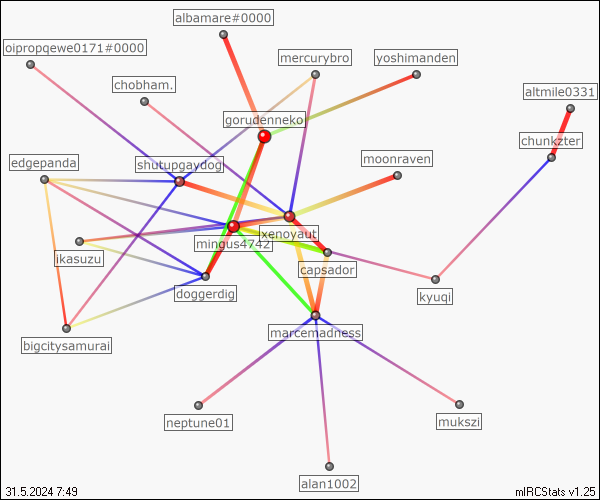 albamare#0000
oipropqewe0171#0000
mercurybro
yoshimanden
chobham.
altmile0331
gorudenneko
chunkzter
edgepanda
shutupgaydog
moonraven
xenoyaut
mingus4742
ikasuzu
capsador
doggerdig
kyuqi
marcemadness
bigcitysamurai
neptune01
mukszi
alan1002
31.5.2024 7:49
mIRCStats v1.25